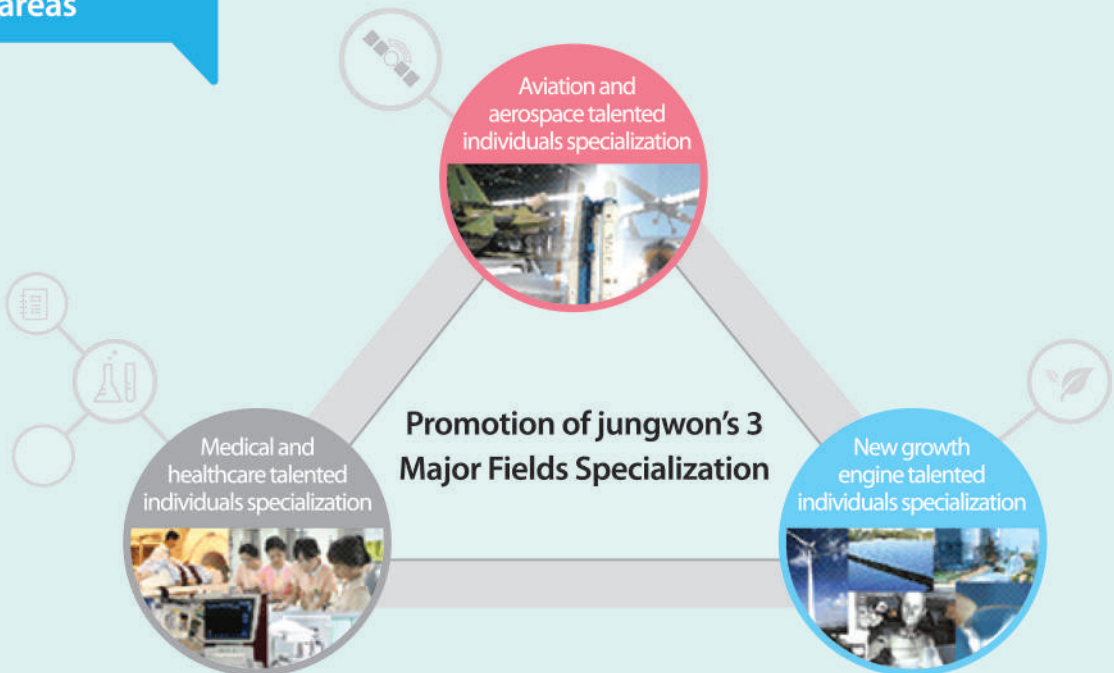 areas
Aviation and
aerospace talented
individuals specialization
Promotion of jungwon's 3
Major Fields Specialization
Medical and
healthcare talented
individuals specialization
New growth
engine talented
individuals specialization